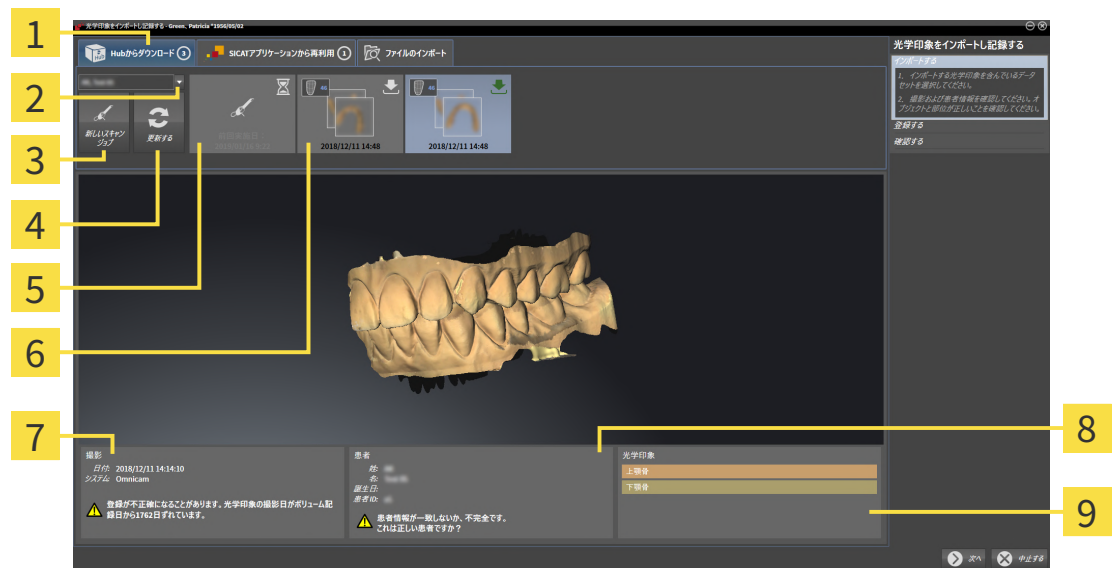 光学印象をインポートし記録する - Green, Patricia *1956/05/02
1
Hubからダウンロード 3
SICATアプリケーションから再利用 1
ファイルのインポート
光学印象をインポートし記録する
インポートする
1. インポートする光学印象を含んでいるデータ
セットを選択してください。
2. 撮影および患者情報を確認してください。オ
ブジェクトと部位が正しいことを確認してください。
登録する
確認する
2
新しいスキャン
ジョブ
更新する
46
2018/12/11 14:48
46
2018/12/11 14:48
3
4
5
6
7
8
9
撮影
日付: 2018/12/11 14:14:10
システム: Omnicam
登録が不正確になることがあります。光学印象の撮影日がボリューム記
録日から1762日ずれています。
患者
姓:
名:
誕生日:
患者ID:
患者情報が一致しないか、不完全です。
これは正しい患者ですか？
光学印象
上顎骨
下顎骨
次へ
中止する